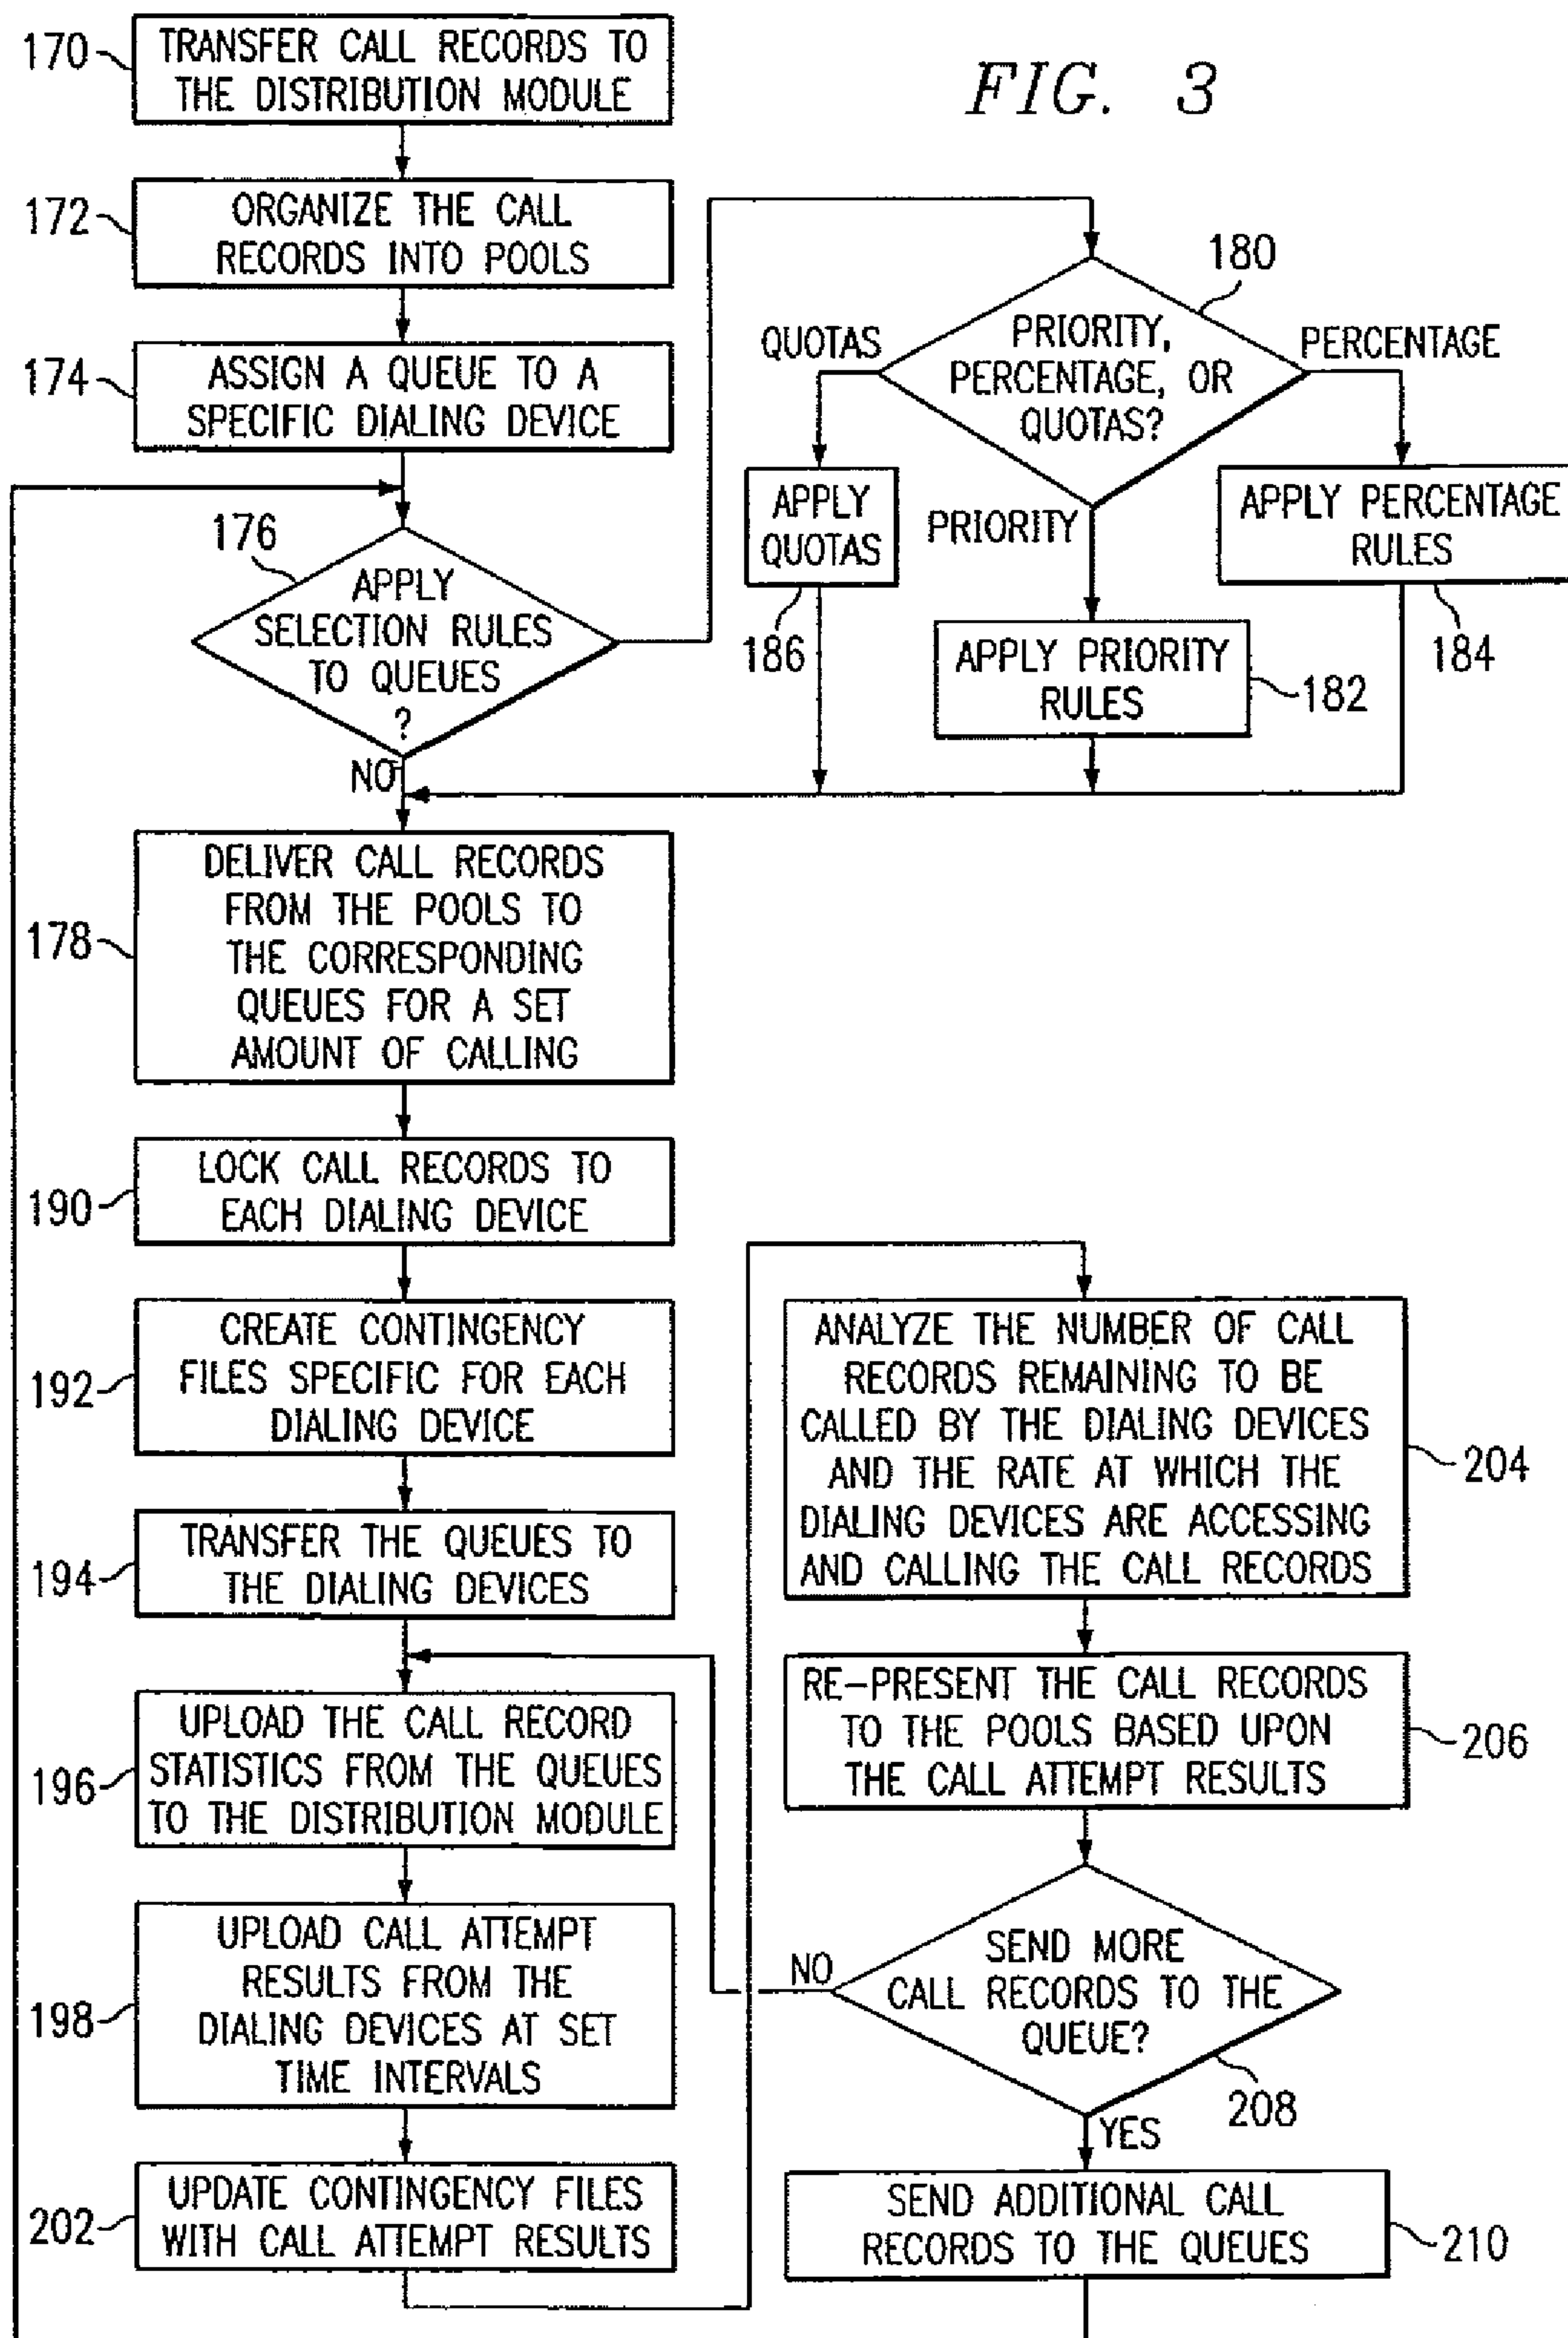 FIG. 3
170
TRANSFER CALL RECORDS TO
THE DISTRIBUTION MODULE
172
ORGANIZE THE CALL
RECORDS INTO POOLS
174
ASSIGN A QUEUE TO A
SPECIFIC DIALING DEVICE
176
APPLY
SELECTION RULES
TO QUEUES
?
NO
180
PRIORITY,
PERCENTAGE, OR
QUOTAS?
QUOTAS
PERCENTAGE
PRIORITY
APPLY
QUOTAS
186
APPLY PRIORITY
RULES
182
APPLY PERCENTAGE
RULES
184
178
DELIVER CALL RECORDS
FROM THE POOLS TO
THE CORRESPONDING
QUEUES FOR A SET
AMOUNT OF CALLING
190
LOCK CALL RECORDS TO
EACH DIALING DEVICE
192
CREATE CONTINGENCY
FILES SPECIFIC FOR EACH
DIALING DEVICE
194
TRANSFER THE QUEUES TO
THE DIALING DEVICES
196
UPLOAD THE CALL RECORD
STATISTICS FROM THE QUEUES
TO THE DISTRIBUTION MODULE
198
UPLOAD CALL ATTEMPT
RESULTS FROM THE
DIALING DEVICES AT SET
TIME INTERVALS
202
UPDATE CONTINGENCY FILES
WITH CALL ATTEMPT RESULTS
ANALYZE THE NUMBER OF CALL
RECORDS REMAINING TO BE
CALLED BY THE DIALING DEVICES
AND THE RATE AT WHICH THE
DIALING DEVICES ARE ACCESSING
AND CALLING THE CALL RECORDS
204
RE-PRESENT THE CALL RECORDS
TO THE POOLS BASED UPON
THE CALL ATTEMPT RESULTS
206
NO
SEND MORE
CALL RECORDS TO THE
QUEUE?
208
YES
SEND ADDITIONAL CALL
RECORDS TO THE QUEUES
210